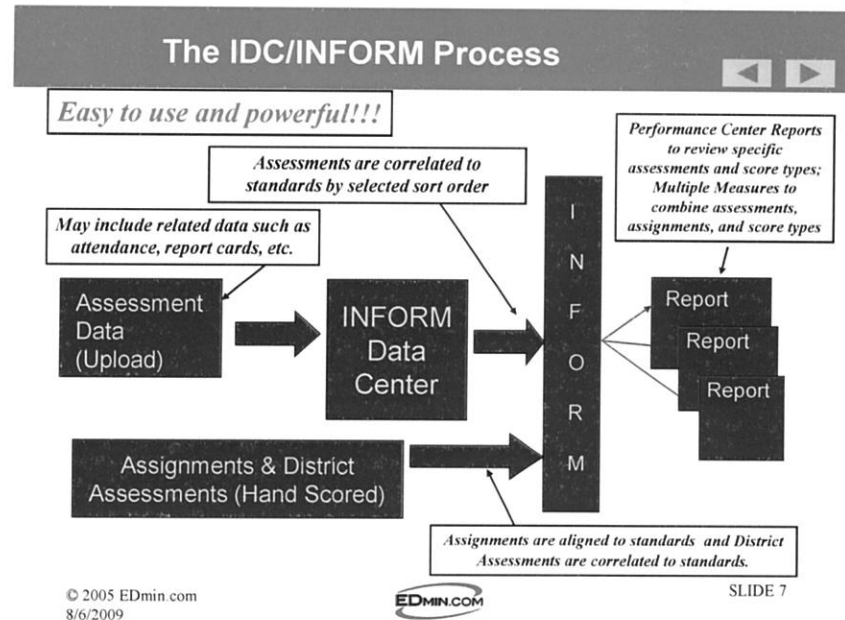 The IDC/INFORM Process
Easy to use and powerful!!!
Assessments are correlated to
standards by selected sort order
Performance Center Reports
to review specific
assessments and score types;
Multiple Measures to
combine assessments,
assignments, and score types
May include related data such as
attendance, report cards, etc.
Assessment
Data
(Upload)
INFORM
Data
Center
I
N
F
O
R
M
Report
Report
Report
Assignments & District
Assessments (Hand Scored)
Assignments are aligned to standards and District
Assessments are correlated to standards.
© 2005 EDmin.com
8/6/2009
EDMIN.COM
SLIDE 7